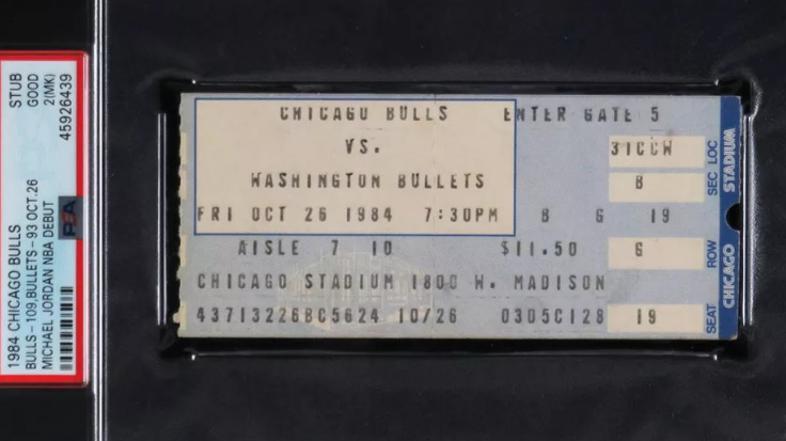 1984 CHICAGO BULLS
BULLS-109,BULLETS-93 OCT.26
MICHAEL JORDAN NBA DEBUT
STUB
GOOD
2(MK)
45926439
PSA
CHICAGO BULLS ENTER GATE 5
VS. 31CCW
WASHINGTON BULLETS B
FRI OCT 26 1984 7:30PM B G 19
AISLE 7 10 $11.50 G
CHICAGO STADIUM 1800 W. MADISON
43713226BC5624 10/26 0305C128 19
SEC LOC
ROW
SEAT
CHICAGO STADIUM